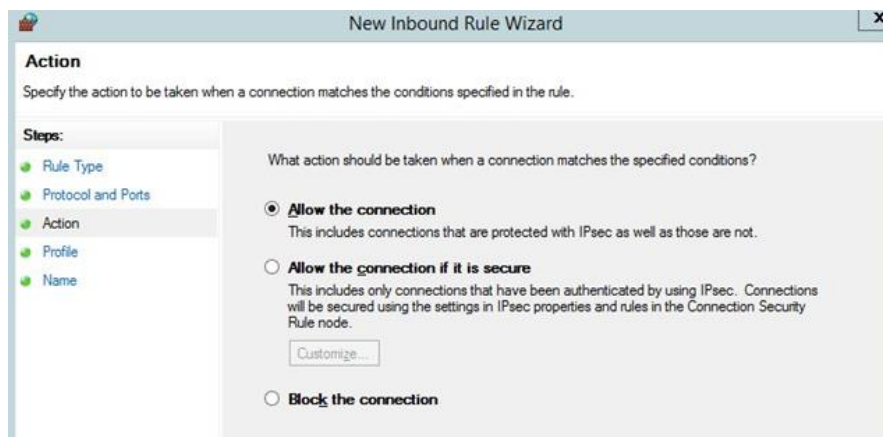 New Inbound Rule Wizard
x
Action
Specify the action to be taken when a connection matches the conditions specified in the rule.
Steps:
Rule Type
Protocol and Ports
Action
Profile
Name
What action should be taken when a connection matches the specified conditions?
Allow the connection
This includes connections that are protected with IPsec as well as those are not.
Allow the connection if it is secure
This includes only connections that have been authenticated by using IPsec. Connections
will be secured using the settings in IPsec properties and rules in the Connection Security
Rule node.
Customize...
Block the connection